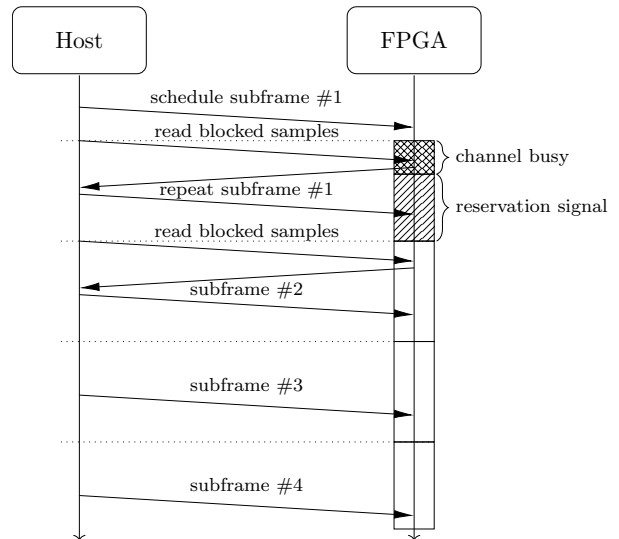 Host
FPGA
schedule subframe #1
read blocked samples
channel busy
repeat subframe #1
reservation signal
read blocked samples
subframe #2
subframe #3
subframe #4